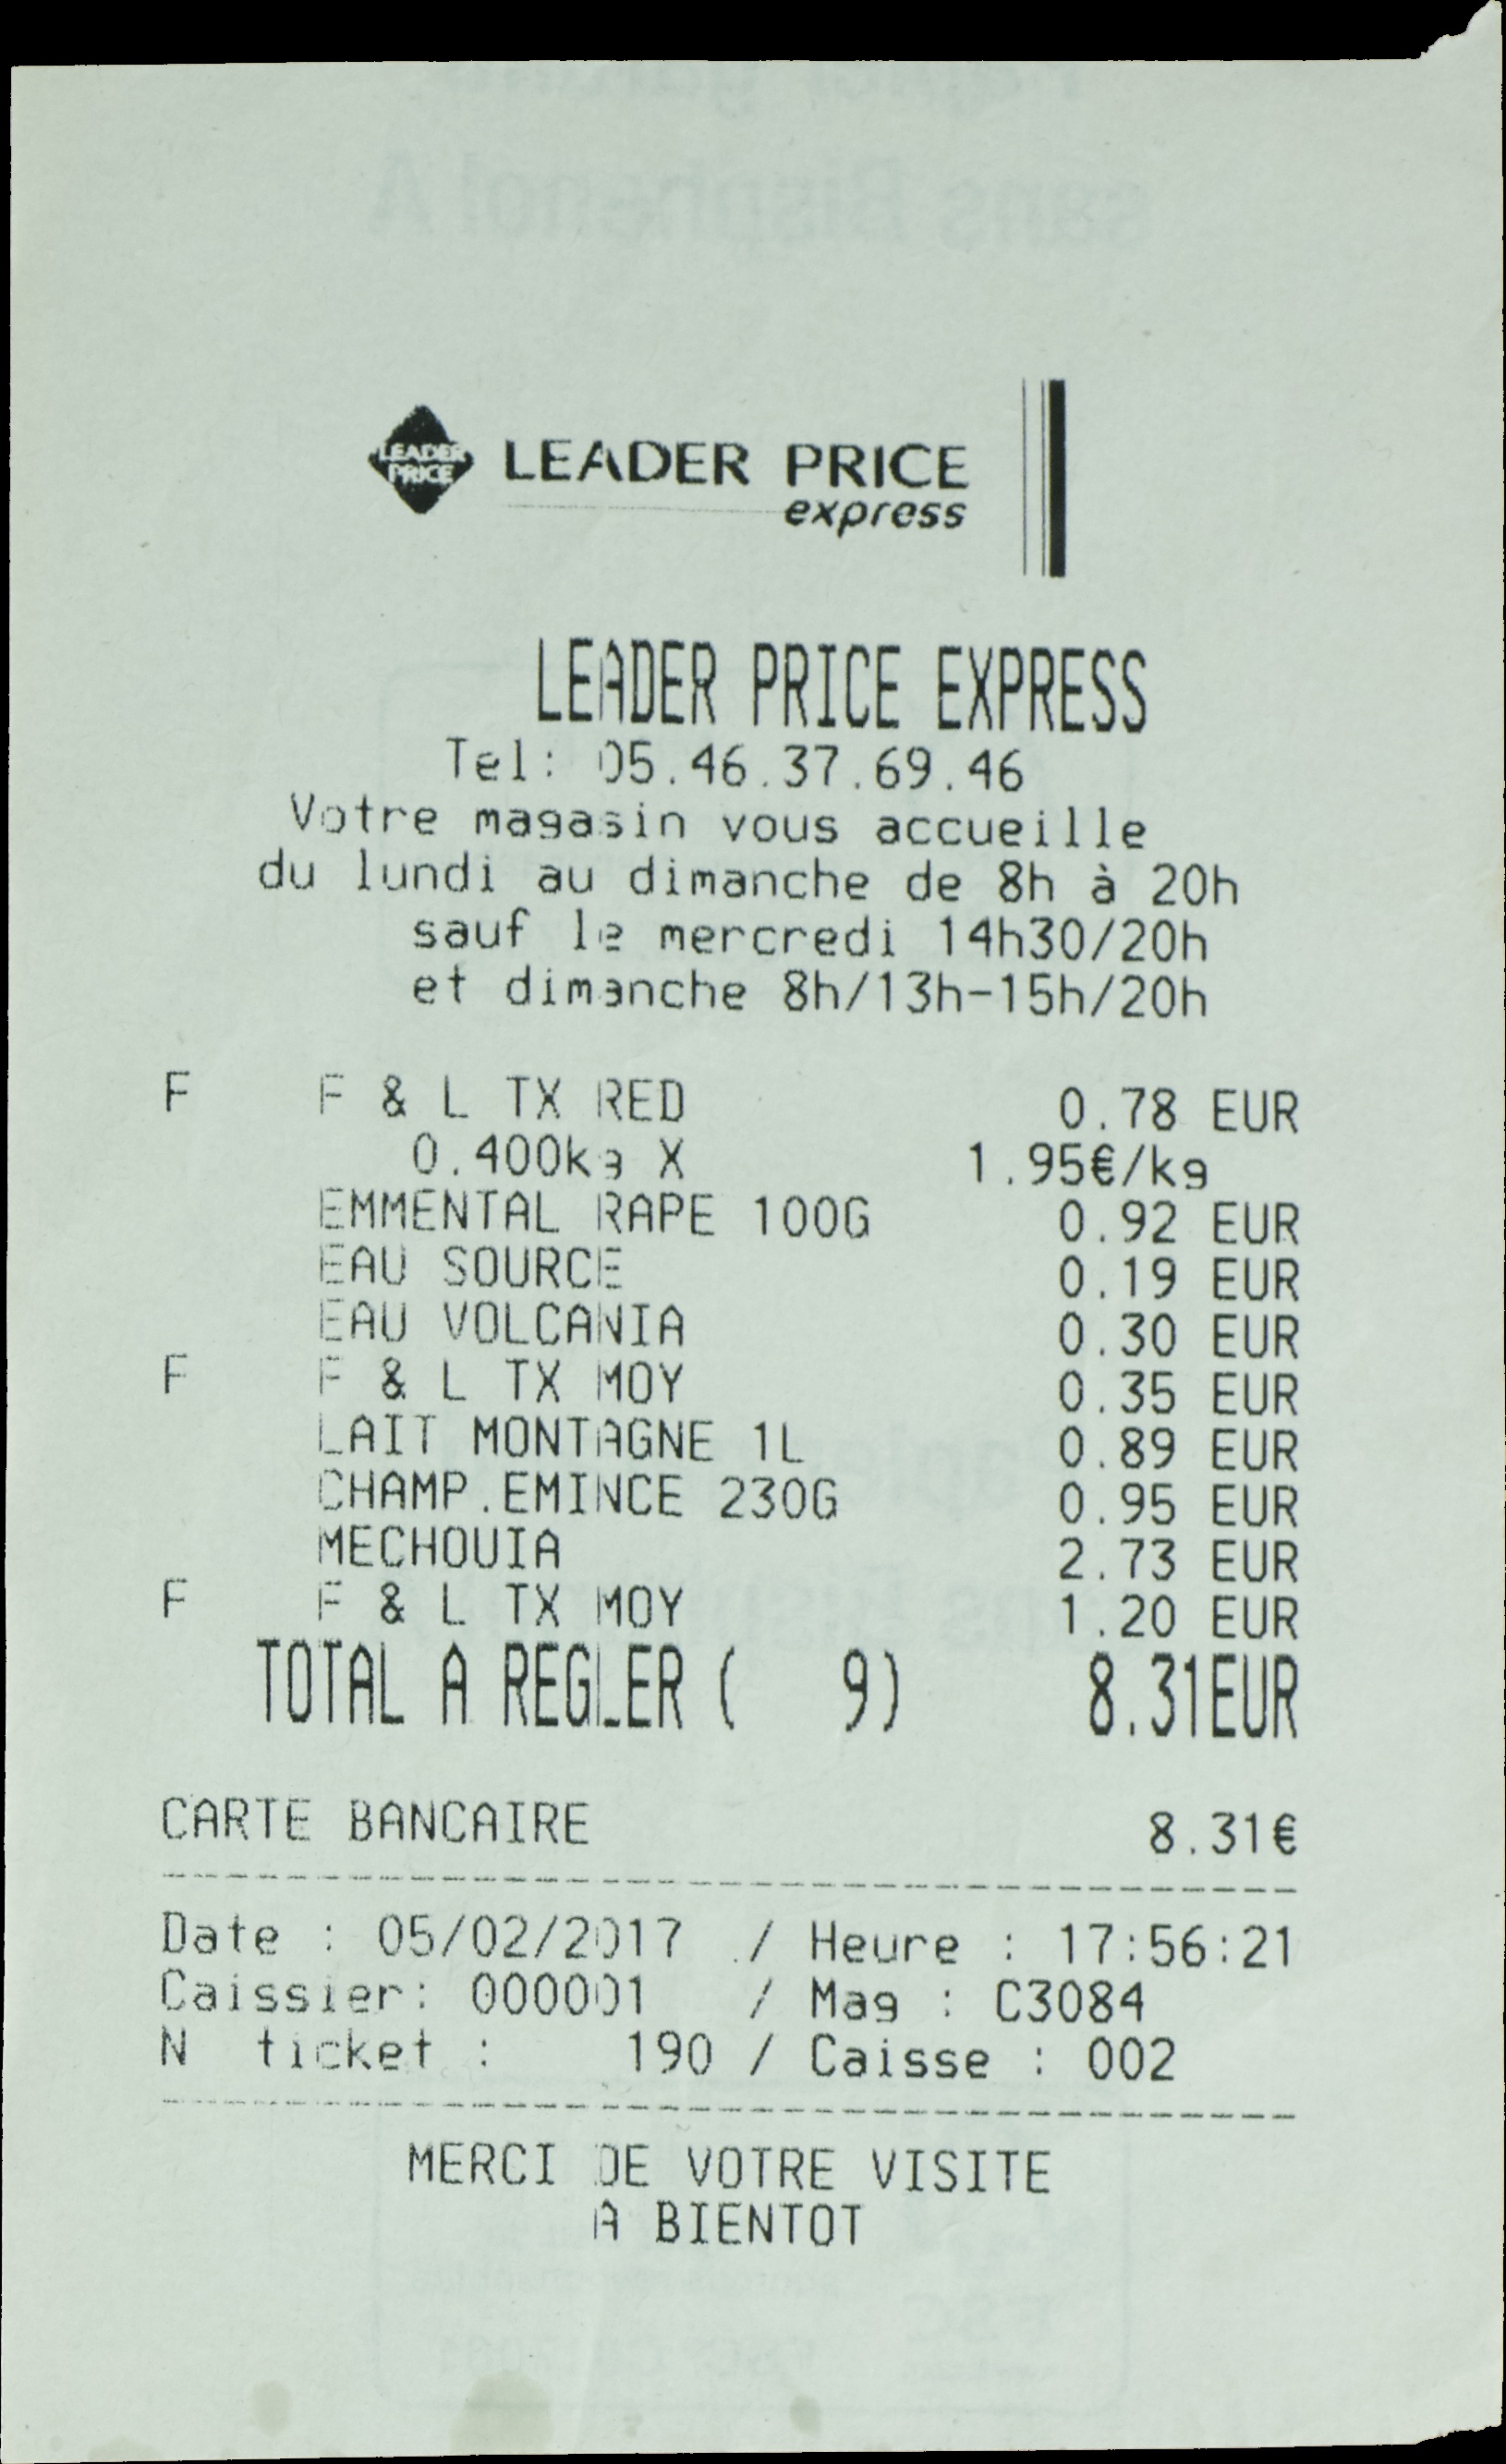 LEADER PRICE
LEADER PRICE
express
LEADER PRICE EXPRESS
Tel: 05.46.37.69.46
Votre magasin vous accueille
du lundi au dimanche de 8h à 20h
sauf le mercredi 14h30/20h
et dimanche 8h/13h-15h/20h
F F & L TX RED 0.78 EUR
0.400kg X 1.95€/kg
EMMENTAL RAPE 100G 0.92 EUR
EAU SOURCE 0.19 EUR
EAU VOLCANIA 0.30 EUR
F F & L TX MOY 0.35 EUR
LAIT MONTAGNE 1L 0.89 EUR
CHAMP.EMINCE 230G 0.95 EUR
MECHOUIA 2.73 EUR
F F & L TX MOY 1.20 EUR
TOTAL A REGLER ( 9) 8.31EUR
CARTE BANCAIRE 8.31€
Date : 05/02/2017 / Heure : 17:56:21
Caissier: 000001 / Mag : C3084
N ticket : 190 / Caisse : 002
MERCI DE VOTRE VISITE
A BIENTOT